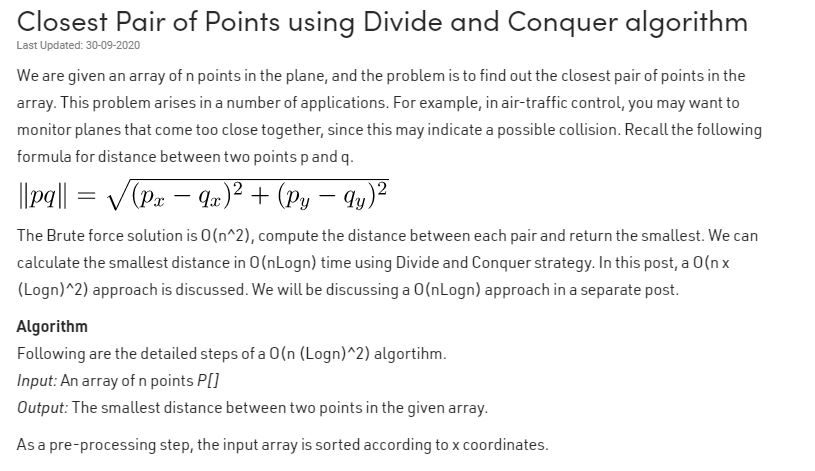 Closest Pair of Points using Divide and Conquer algorithm
Last Updated: 30-09-2020
We are given an array of n points in the plane, and the problem is to find out the closest pair of points in the
array. This problem arises in a number of applications. For example, in air-traffic control, you may want to
monitor planes that come too close together, since this may indicate a possible collision. Recall the following
formula for distance between two points p and q.
||pq|| = √(pₓ − qₓ)² + (p_y − q_y)²
The Brute force solution is O(n^2), compute the distance between each pair and return the smallest. We can
calculate the smallest distance in O(nLogn) time using Divide and Conquer strategy. In this post, a O(n x
(Logn)^2) approach is discussed. We will be discussing a O(nLogn) approach in a separate post.
Algorithm
Following are the detailed steps of a O(n (Logn)^2) algortihm.
Input: An array of n points P[]
Output: The smallest distance between two points in the given array.
As a pre-processing step, the input array is sorted according to x coordinates.